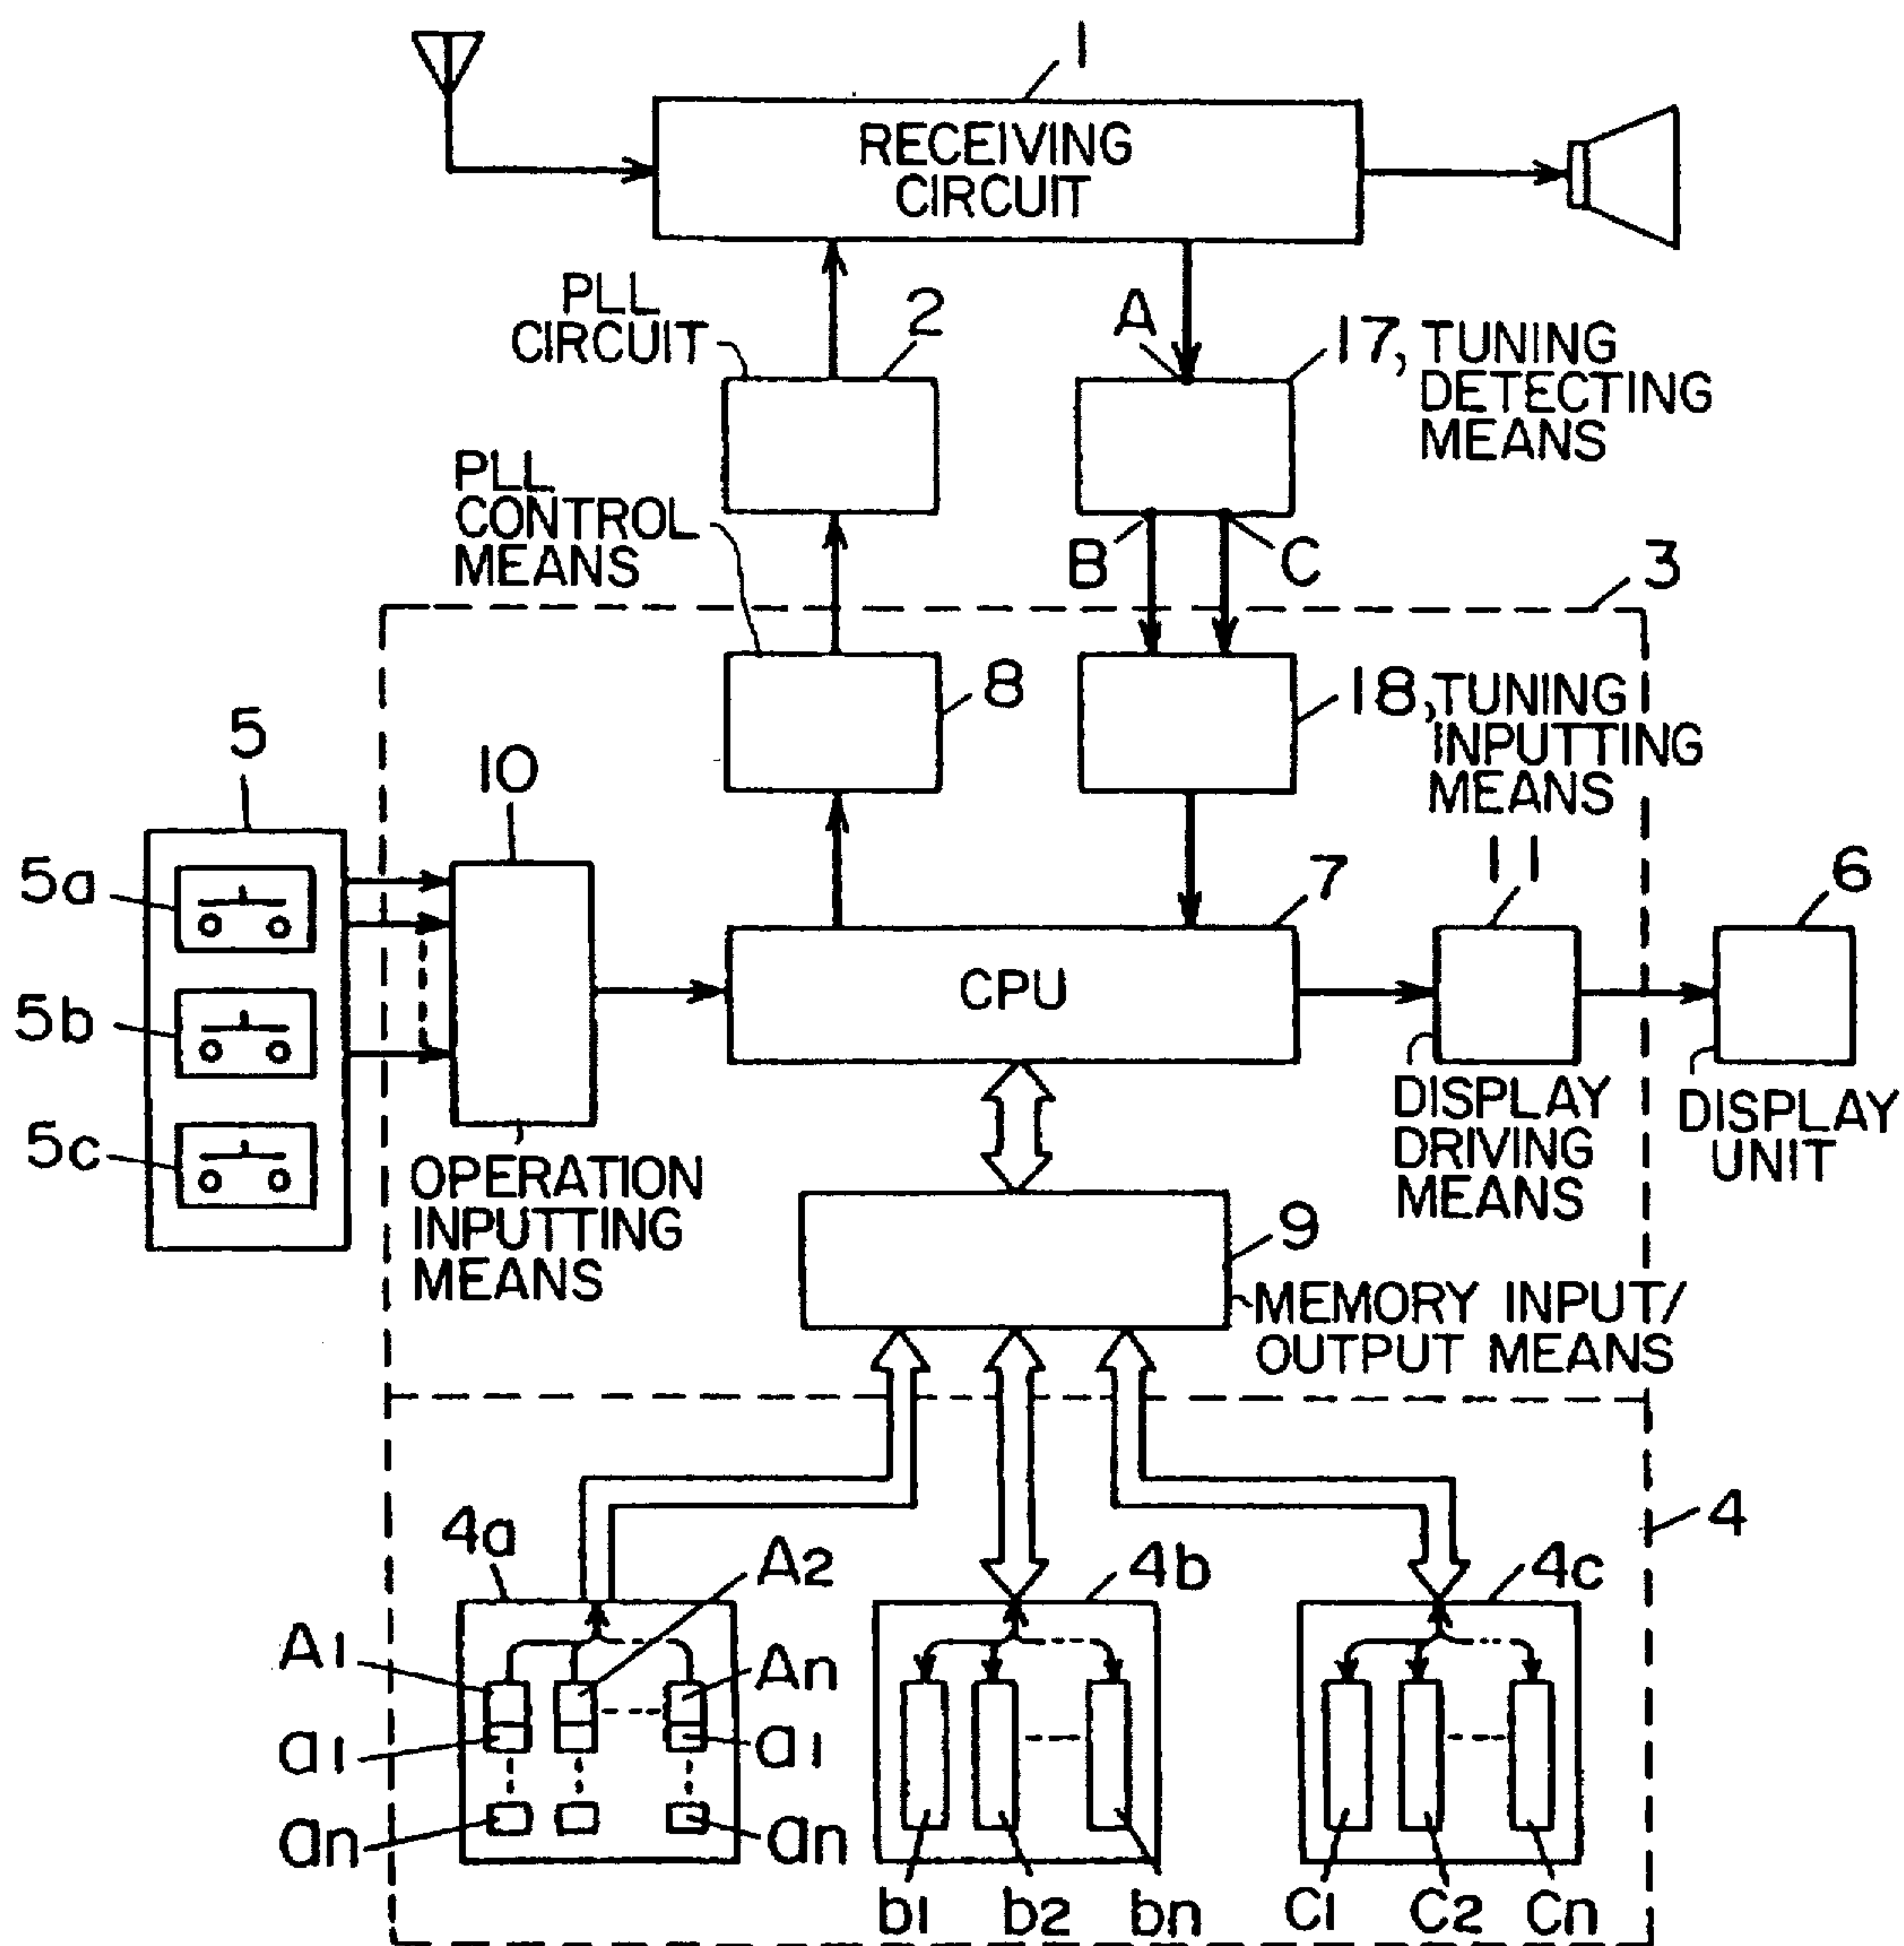 1
RECEIVING
CIRCUIT
PLL
CIRCUIT
2
A
17, TUNING
DETECTING
MEANS
PLL
CONTROL
MEANS
B
C
3
8
18, TUNING
INPUTTING
MEANS
5
10
5a
5b
5c
7
CPU
11
6
OPERATION
INPUTTING
MEANS
DISPLAY
DRIVING
MEANS
DISPLAY
UNIT
9
MEMORY INPUT/
OUTPUT MEANS
4
4a
A2
4b
4c
A1
An
a1
a1
an
an
b1
b2
bn
C1
C2
Cn